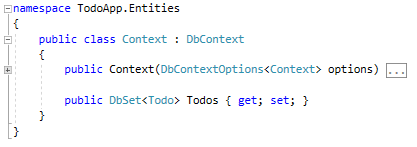 namespace TodoApp.Entities
{
public class Context : DbContext
{
public Context(DbContextOptions<Context> options) ...
public DbSet<Todo> Todos { get; set; }
}
}